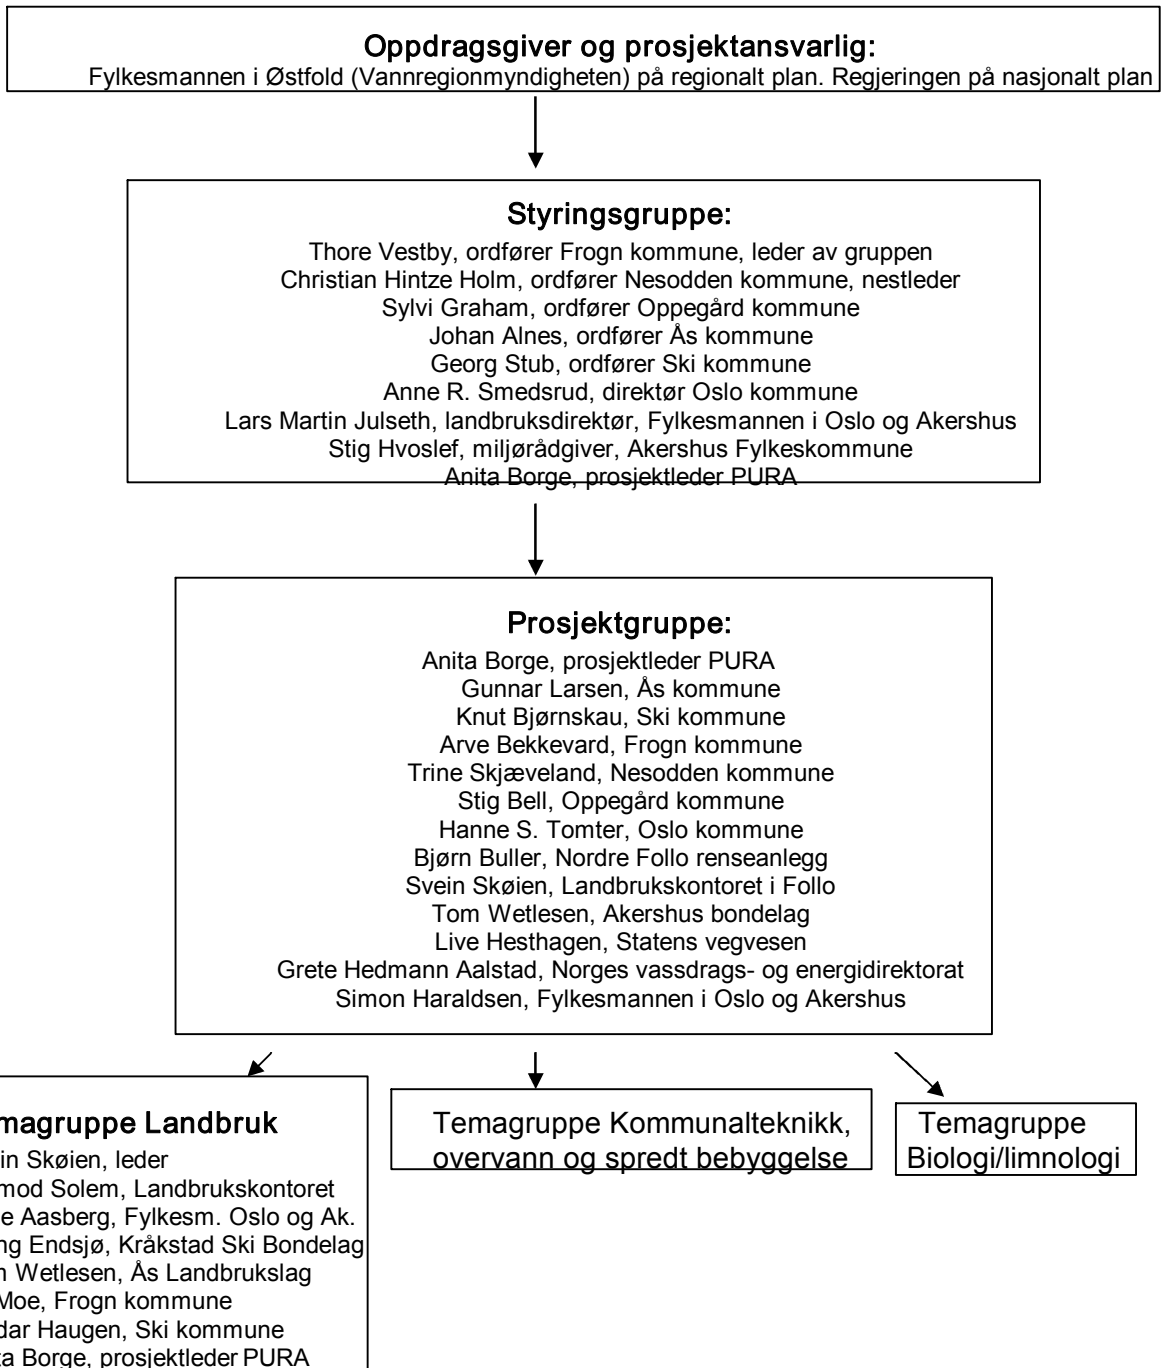 Oppdragsgiver og prosjektansvarlig:
Fylkesmannen i Østfold (Vannregionmyndigheten) på regionalt plan. Regjeringen på nasjonalt plan
Styringsgruppe:
Thore Vestby, ordfører Frogn kommune, leder av gruppen
Christian Hintze Holm, ordfører Nesodden kommune, nestleder
Sylvi Graham, ordfører Oppegård kommune
Johan Alnes, ordfører Ås kommune
Georg Stub, ordfører Ski kommune
Anne R. Smedsrud, direktør Oslo kommune
Lars Martin Julseth, landbruksdirektør, Fylkesmannen i Oslo og Akershus
Stig Hvoslef, miljørådgiver, Akershus Fylkeskommune
Anita Borge, prosjektleder PURA
Prosjektgruppe:
Anita Borge, prosjektleder PURA
Gunnar Larsen, Ås kommune
Knut Bjørnskau, Ski kommune
Arve Bekkevard, Frogn kommune
Trine Skjæveland, Nesodden kommune
Stig Bell, Oppegård kommune
Hanne S. Tomter, Oslo kommune
Bjørn Buller, Nordre Follo renseanlegg
Svein Skøien, Landbrukskontoret i Follo
Tom Wetlesen, Akershus bondelag
Live Hesthagen, Statens vegvesen
Grete Hedmann Aalstad, Norges vassdrags- og energidirektorat
Simon Haraldsen, Fylkesmannen i Oslo og Akershus
magruppe Landbruk
in Skøien, leder
mod Solem, Landbrukskontoret
e Aasberg, Fylkesm. Oslo og Ak.
ng Endsjø, Kråkstad Ski Bondelag
Wetlesen, Ås Landbrukslag
Moe, Frogn kommune
dar Haugen, Ski kommune
ta Borge, prosjektleder PURA
Temagruppe Kommunalteknikk,
overvann og spredt bebyggelse
Temagruppe
Biologi/limnologi